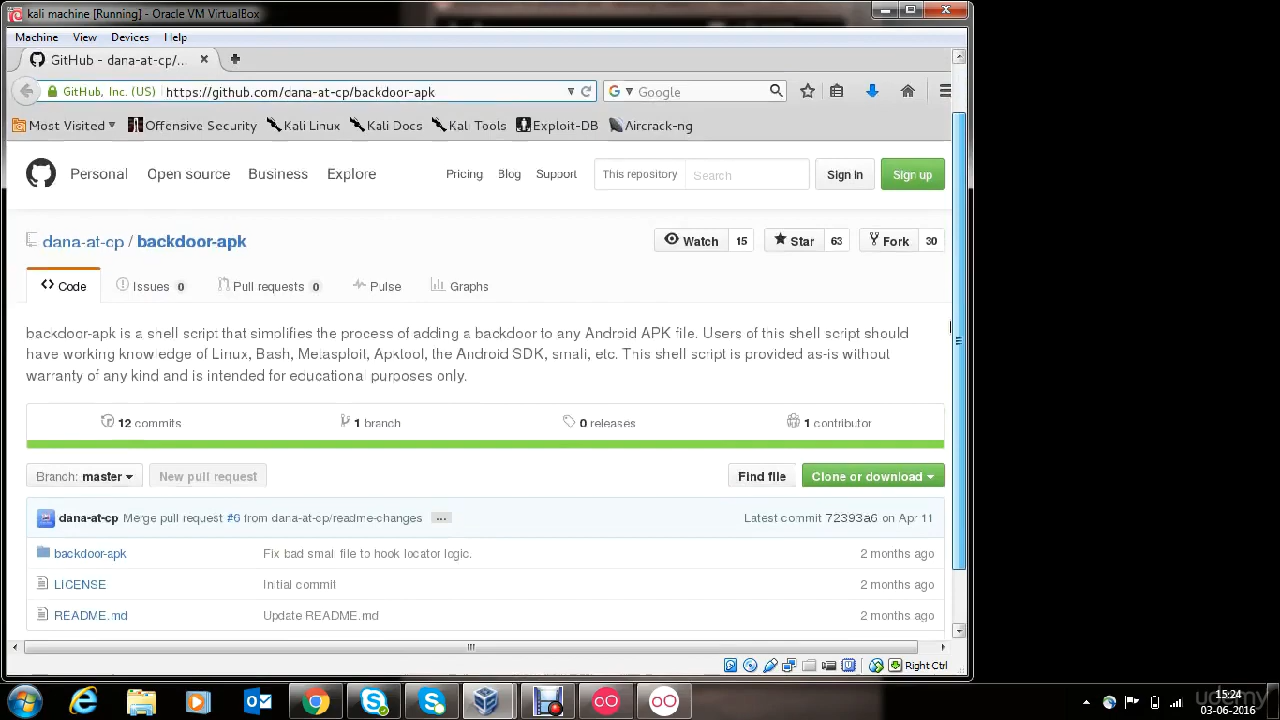 kali machine [Running] - Oracle VM VirtualBox
Machine View Devices Help
GitHub - dana-at-cp/...
GitHub, Inc. (US) https://github.com/cana-at-cp/backdoor-apk Google
Most Visited Offensive Security Kali Linux Kali Docs Kali Tools Exploit-DB Aircrack-ng
Personal Open source Business Explore Pricing Blog Support This repository Search Sign in Sign up
dana-at-cp / backdoor-apk Watch 15 Star 63 Fork 30
Code Issues 0 Pull requests 0 Pulse Graphs
backdoor-apk is a shell script that simplifies the process of adding a backdoor to any Android APK file. Users of this shell script should
have working knowledge of Linux, Bash, Metasploit, Apktool, the Android SDK, smali, etc. This shell script is provided as-is without
warranty of any kind and is intended for educational purposes only.
12 commits 1 branch 0 releases 1 contributor
Branch: master New pull request Find file Clone or download
dana-at-cp Merge pull request #6 from dana-at-cp/readme-changes ... Latest commit 72393a6 on Apr 11
backdoor-apk Fix bad smali file to hook locator logic. 2 months ago
LICENSE Initial commit 2 months ago
README.md Update README.md 2 months ago
Right Ctrl
15:24
udemy
03-06-2016